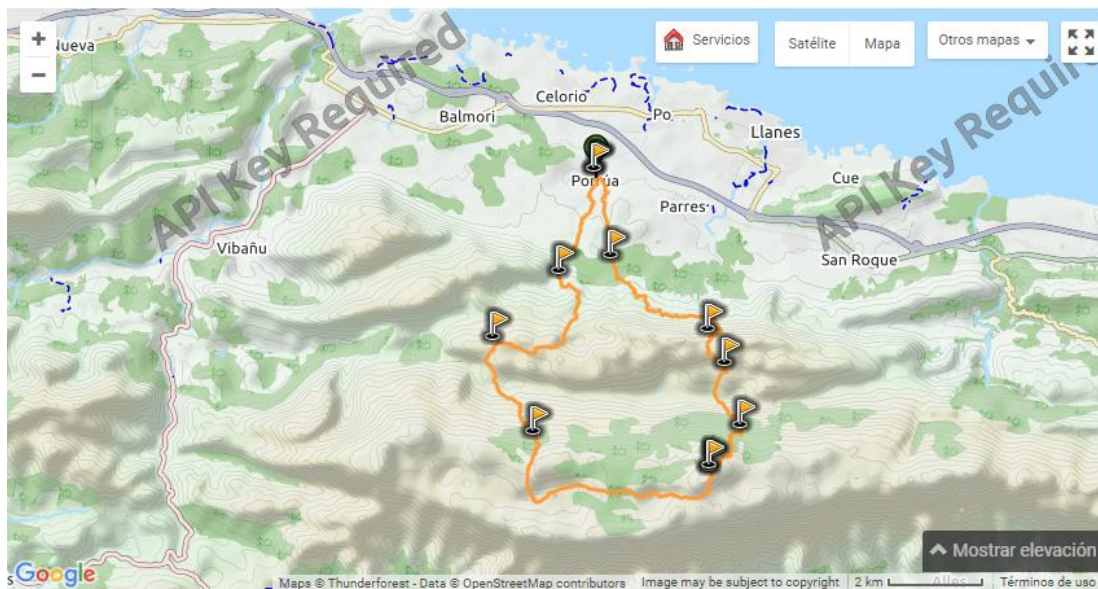 +
−
Nueva
API Key Required
Servicios
Satélite
Mapa
Otros mapas
API Key Required
Celorio
Balmori
Po
Llanes
Cue
Parres
Vibañu
San Roque
Mostrar elevación
Google
Maps © Thunderforest - Data © OpenStreetMap contributors
Image may be subject to copyright
2 km
Alles
Términos de uso